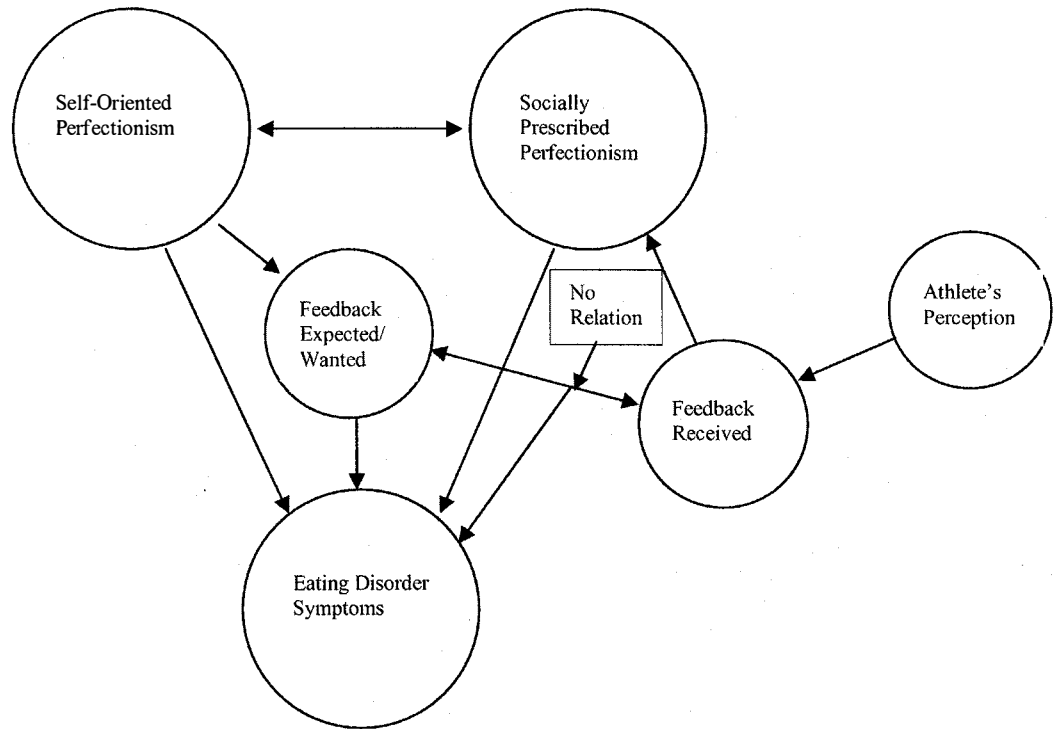 Self-Oriented
Perfectionism
Socially
Prescribed
Perfectionism
Feedback
Expected/
Wanted
No
Relation
Athlete's
Perception
Feedback
Received
Eating Disorder
Symptoms